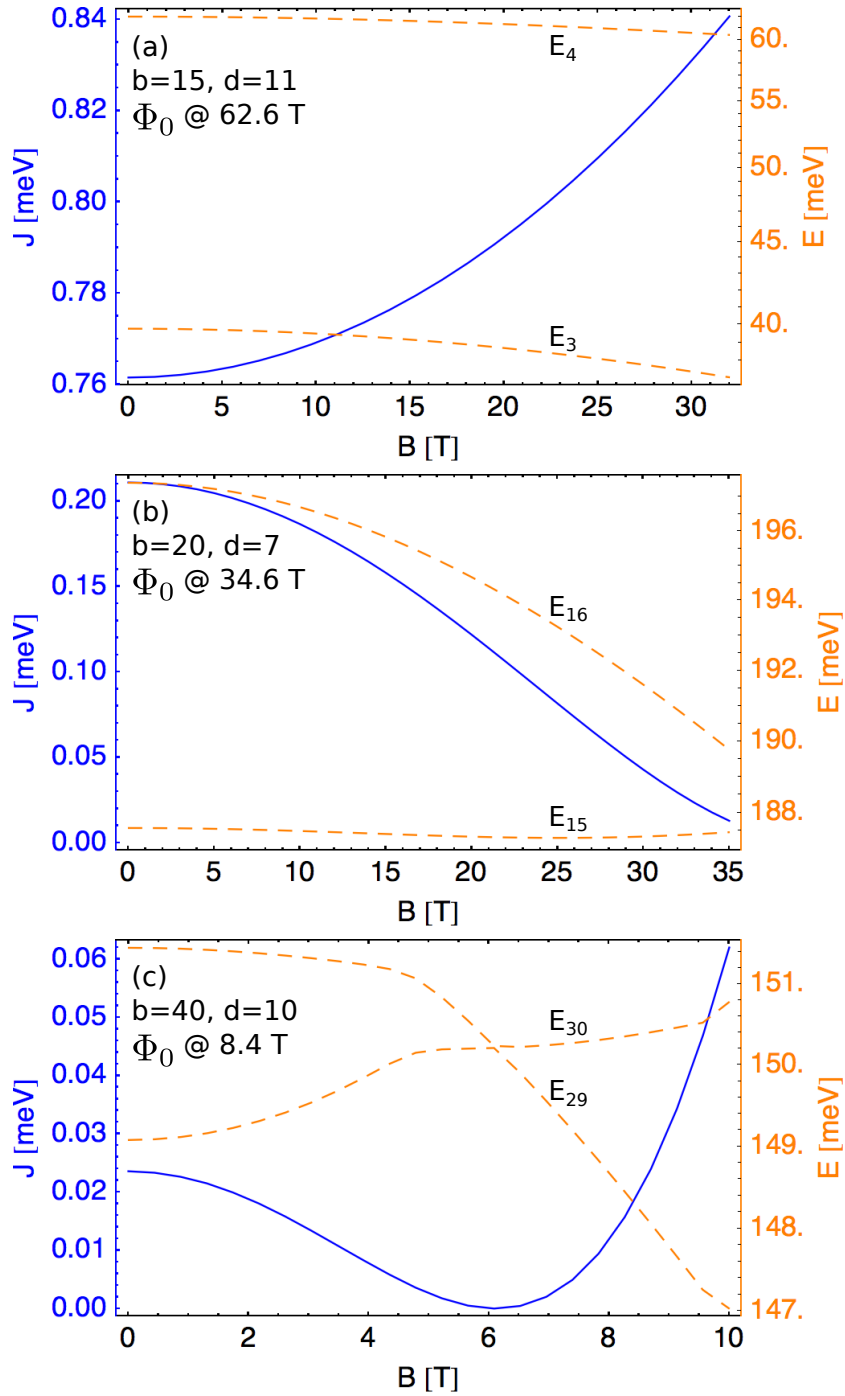 (a)
b=15, d=11
Φ₀ @ 62.6 T
J [meV]
0.84
0.82
0.80
0.78
0.76
E₄
E₃
60.
55.
50.
45.
40.
E [meV]
0 5 10 15 20 25 30
B [T]
(b)
b=20, d=7
Φ₀ @ 34.6 T
J [meV]
0.20
0.15
0.10
0.05
0.00
E₁₆
E₁₅
196.
194.
192.
190.
188.
E [meV]
0 5 10 15 20 25 30 35
B [T]
(c)
b=40, d=10
Φ₀ @ 8.4 T
J [meV]
0.06
0.05
0.04
0.03
0.02
0.01
0.00
E₃₀
E₂₉
151.
150.
149.
148.
147.
E [meV]
0 2 4 6 8 10
B [T]